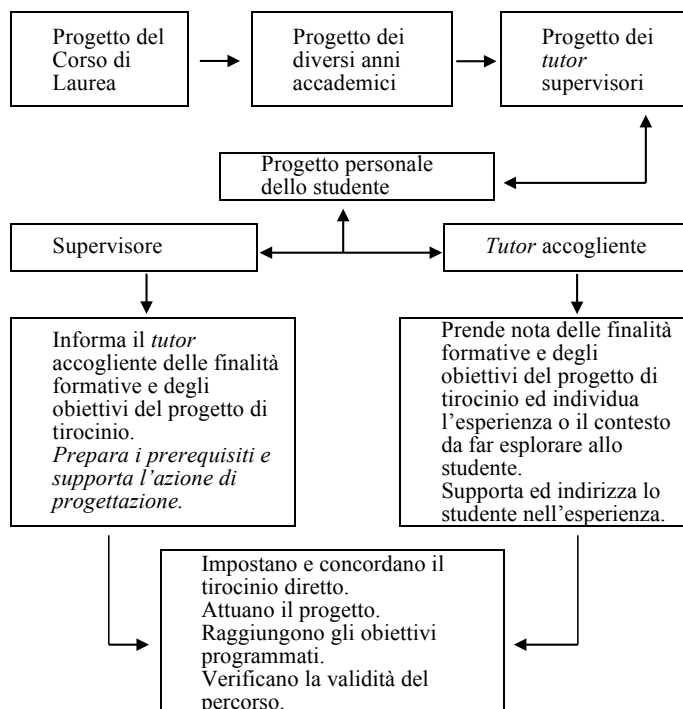 Progetto del
Corso di
Laurea
Progetto dei
diversi anni
accademici
Progetto dei
tutor
supervisori
Progetto personale
dello studente
Supervisore
Tutor accogliente
Informa il tutor
accogliente delle finalità
formative e degli
obiettivi del progetto di
tirocinio.
Prepara i prerequisiti e
supporta l’azione di
progettazione.
Prende nota delle finalità
formative e degli
obiettivi del progetto di
tirocinio ed individua
l’esperienza o il contesto
da far esplorare allo
studente.
Supporta ed indirizza lo
studente nell’esperienza.
Impostano e concordano il
tirocinio diretto.
Attuano il progetto.
Raggiungono gli obiettivi
programmati.
Verificano la validità del
percorso.